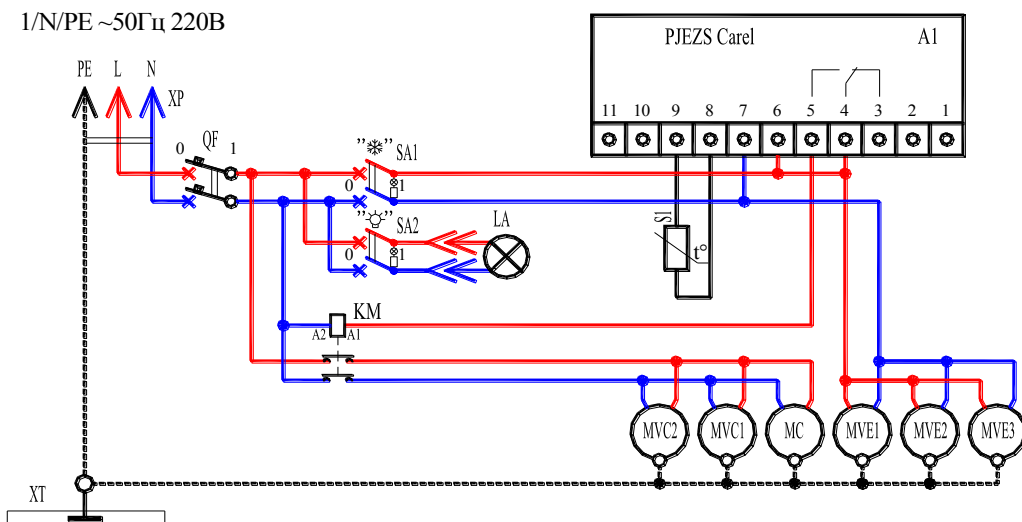 1/N/PE ~50Гц 220В
PJEZS Carel A1
PE L N
XP
11 10 9 8 7 6 5 4 3 2 1
QF
0 1
"❄" SA1
0 1
"💡" SA2
0 1
LA
S1
t°
KM
A2 A1
MVC2 MVC1 MC MVE1 MVE2 MVE3
XT